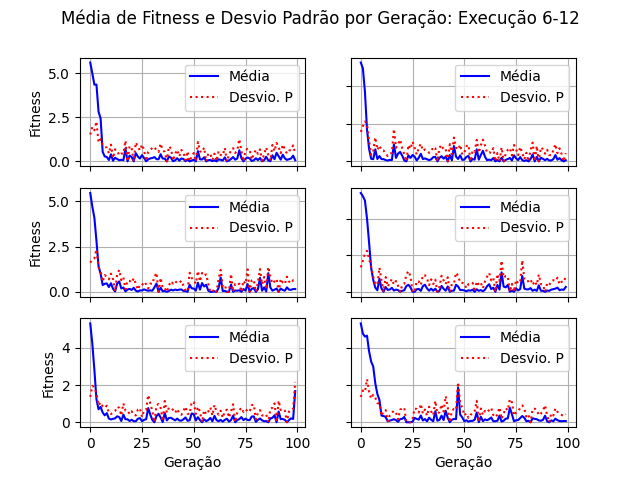 Média de Fitness e Desvio Padrão por Geração: Execução 6-12
5.0
2.5
0.0
Fitness
Média
Desvio. P
Média
Desvio. P
5.0
2.5
0.0
Fitness
Média
Desvio. P
Média
Desvio. P
4
2
0
Fitness
Média
Desvio. P
Média
Desvio. P
0 25 50 75 100
0 25 50 75 100
Geração
Geração